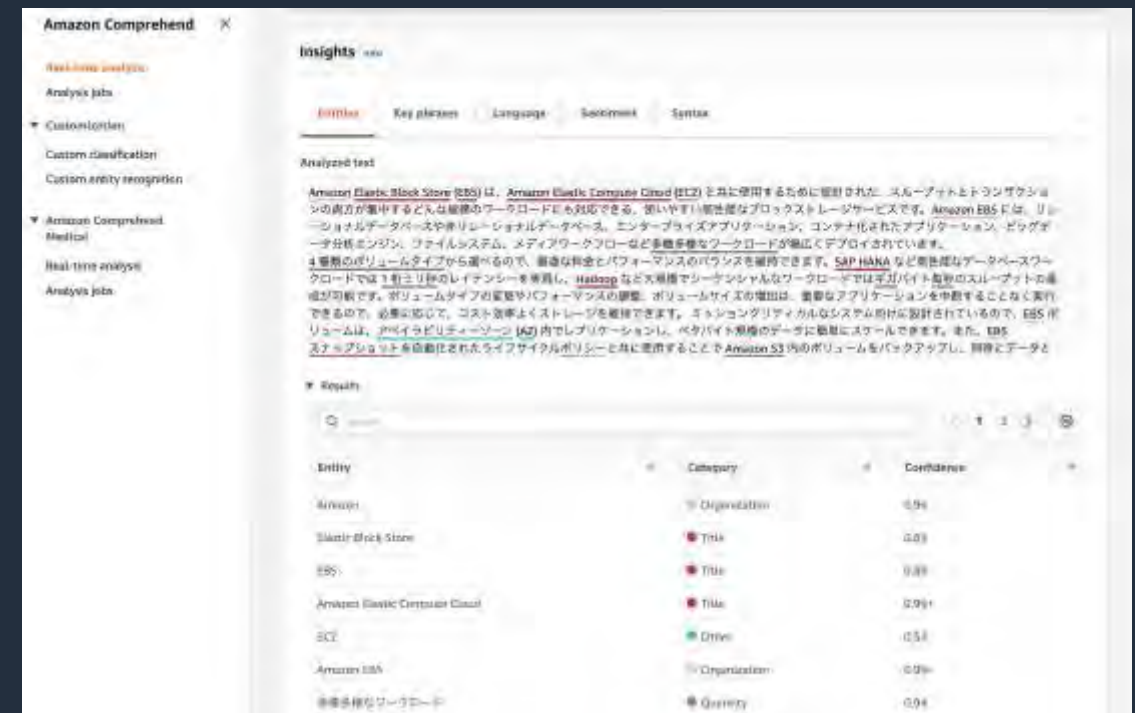 Amazon Comprehend
Real-time analysis
Analysis jobs
Customization
Custom classification
Custom entity recognition
Amazon Comprehend
Medical
Real-time analysis
Analysis jobs
Insights
Entities Key phrases Language Sentiment Syntax
Analyzed text
Amazon Elastic Block Store (EBS) は、Amazon Elastic Compute Cloud (EC2) と共に使用するために設計された、スループットとトランザクショ
ンの両方が集中するどんな規模のワークロードにも対応できる、使いやすい高性能なブロックストレージサービスです。Amazon EBS には、リレ
ーショナルデータベースや非リレーショナルデータベース、エンタープライズアプリケーション、コンテナ化されたアプリケーション、ビッグデ
ータ分析エンジン、ファイルシステム、メディアワークフローなど多種多様なワークロードが幅広くデプロイされています。
4 種類のボリュームタイプから選べるので、最適な料金とパフォーマンスのバランスを維持できます。SAP HANA など高性能なデータベースワー
クロードでは 1 桁ミリ秒のレイテンシーを実現し、Hadoop など大規模でシーケンシャルなワークロードではギガバイト毎秒のスループットの達
成が可能です。ボリュームタイプの変更やパフォーマンスの調整、ボリュームサイズの増加は、重要なアプリケーションを中断することなく実行
できるので、必要に応じて、コスト効率よくストレージを維持できます。ミッションクリティカルなシステム向けに設計されているので、EBS ボ
リュームは、アベイラビリティーゾーン (AZ) 内でレプリケーションし、ペタバイト規模のデータに簡単にスケールできます。また、EBS
スナップショットを自動化されたライフサイクルポリシーと共に使用することで Amazon S3 内のボリュームをバックアップし、同時にデータと
Results
1 2 3
Entity Category Confidence
Amazon Organization
Elastic Block Store Title
EBS Title
Amazon Elastic Compute Cloud Title 0.99+
EC2 Other
Amazon EBS Organization 0.99+
多種多様なワークロード Quantity 0.94